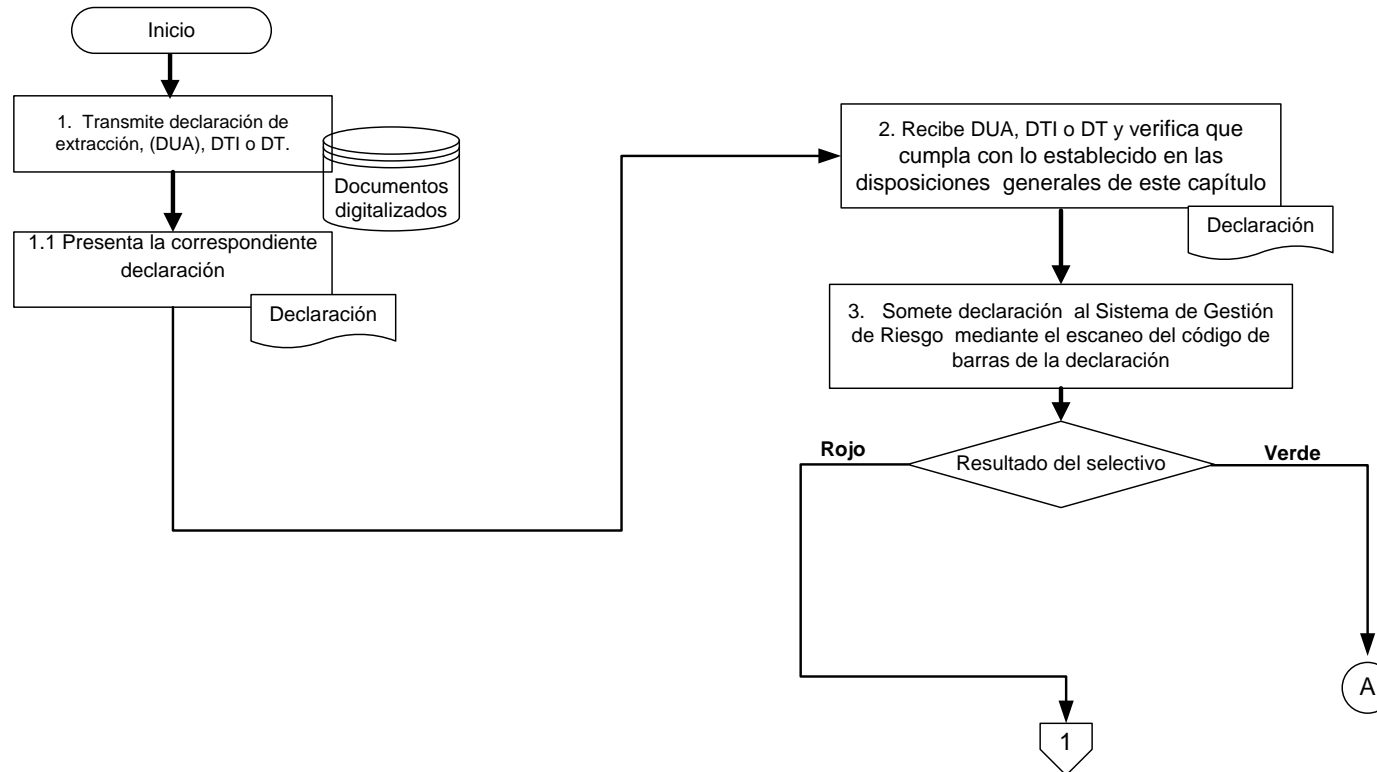 Inicio
1. Transmite declaración de
extracción, (DUA), DTI o DT.
Documentos
digitalizados
1.1 Presenta la correspondiente
declaración
Declaración
2. Recibe DUA, DTI o DT y verifica que
cumpla con lo establecido en las
disposiciones generales de este capítulo
Declaración
3. Somete declaración al Sistema de Gestión
de Riesgo mediante el escaneo del código de
barras de la declaración
Rojo
Resultado del selectivo
Verde
A
1